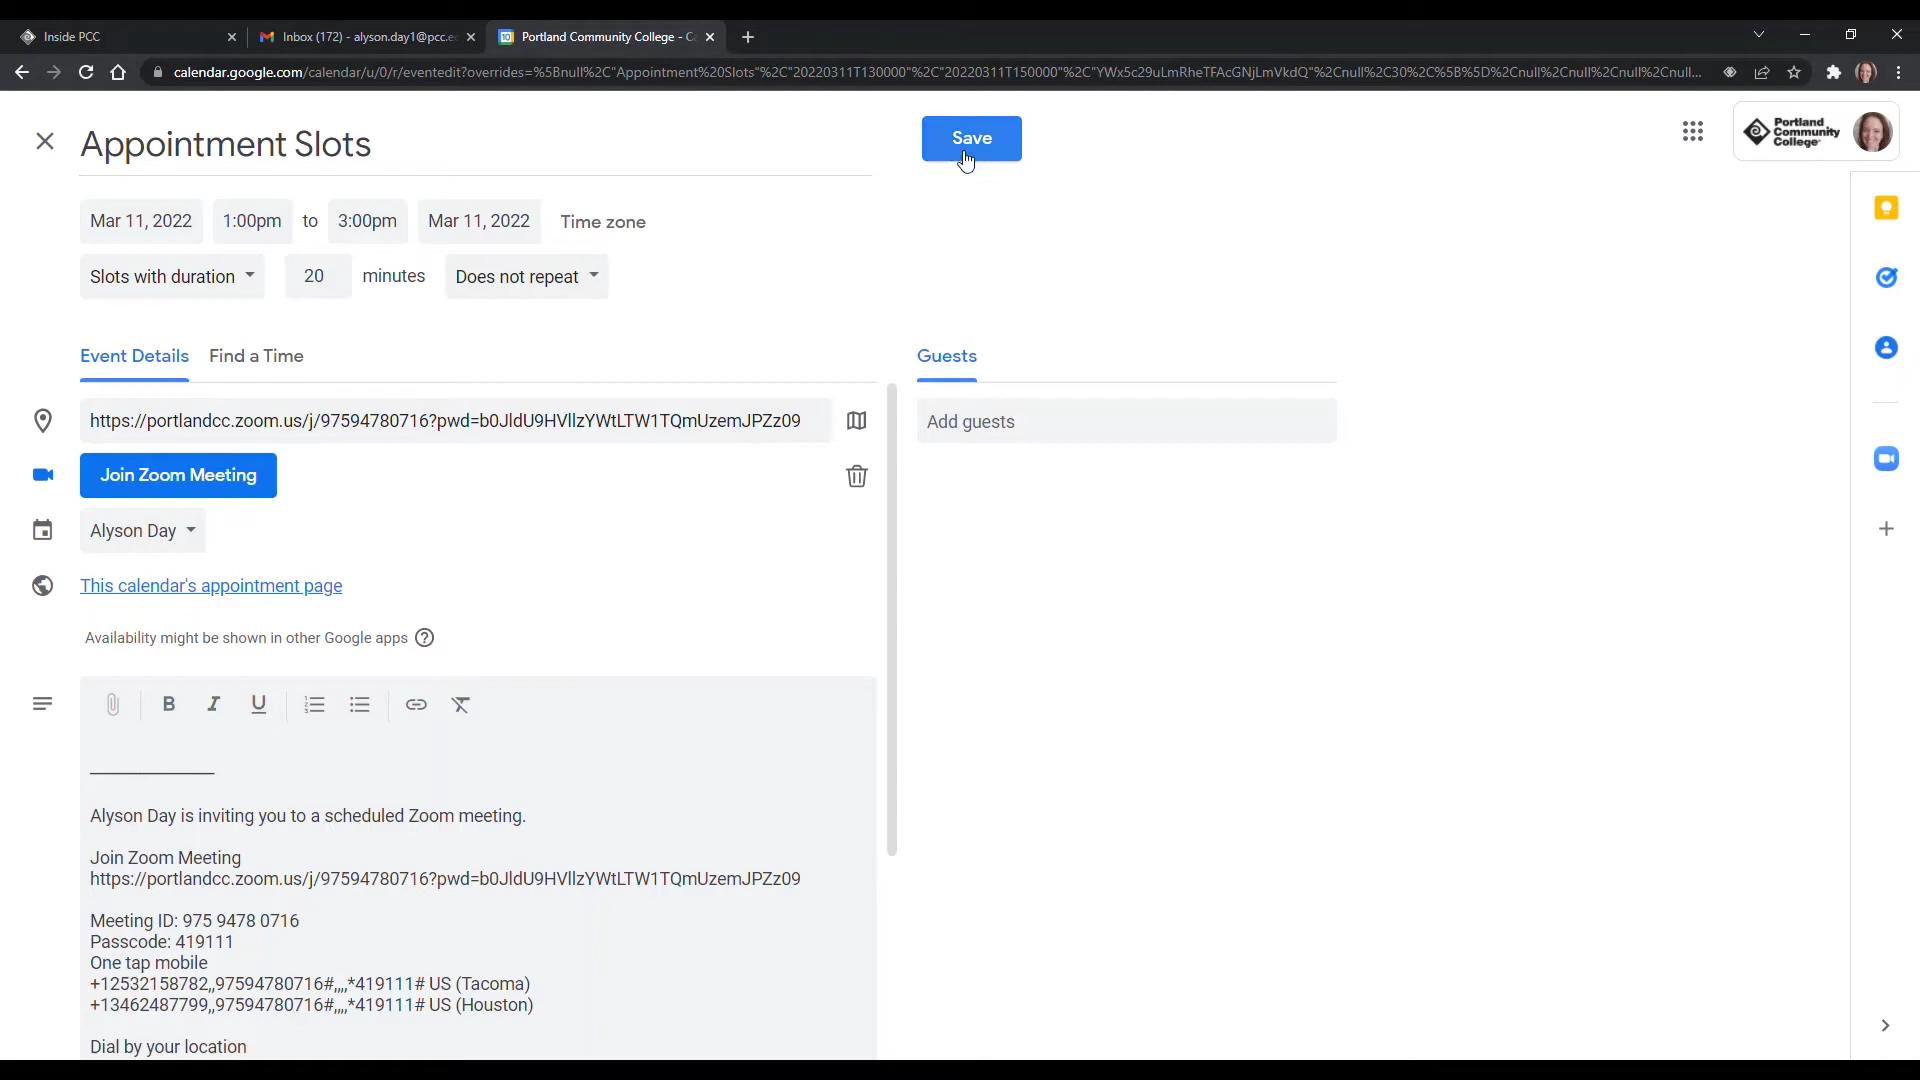 Inside PCC
Inbox (172) - alyson.day1@pcc.e
Portland Community College - C
calendar.google.com/calendar/u/0/r/eventedit?overrides=%5Bnull%2C"Appointment%20Slots"%2C"20220311T130000"%2C"20220311T150000"%2C"YWx5c29uLmRheTFAcGNjLmVkdQ"%2Cnull%2C30%2C%5B%5D%2Cnull%2Cnull%2Cnull%2Cnull...
Appointment Slots
Save
Portland
Community
College
Mar 11, 2022 1:00pm to 3:00pm Mar 11, 2022 Time zone
Slots with duration 20 minutes Does not repeat
Event Details Find a Time
Guests
https://portlandcc.zoom.us/j/97594780716?pwd=b0JldU9HVllzYWtLTW1TQmUzemJPZz09
Add guests
Join Zoom Meeting
Alyson Day
This calendar's appointment page
Availability might be shown in other Google apps
B I U
Alyson Day is inviting you to a scheduled Zoom meeting.
Join Zoom Meeting
https://portlandcc.zoom.us/j/97594780716?pwd=b0JldU9HVllzYWtLTW1TQmUzemJPZz09
Meeting ID: 975 9478 0716
Passcode: 419111
One tap mobile
+12532158782,,97594780716#,,,,*419111# US (Tacoma)
+13462487799,,97594780716#,,,,*419111# US (Houston)
Dial by your location